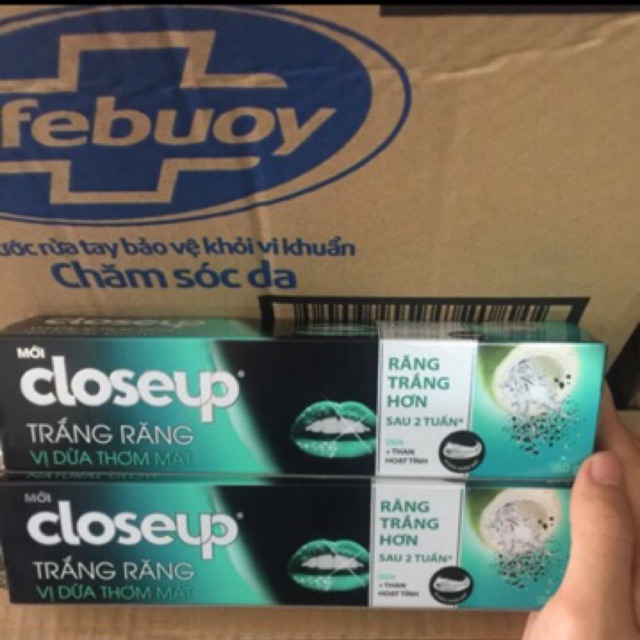 febuoy
rửa tay bảo vệ khỏi vi khuẩn
Chăm sóc da
MỚI
closeup
TRẮNG RĂNG
VỊ DỪA THƠM MÁT
RĂNG
TRẮNG
HƠN
SAU 2 TUẦN*
DỪA
+ THAN
HOẠT TÍNH
MỚI
closeup
TRẮNG RĂNG
VỊ DỪA THƠM MÁT
RĂNG
TRẮNG
HƠN
SAU 2 TUẦN*
DỪA
+ THAN
HOẠT TÍNH